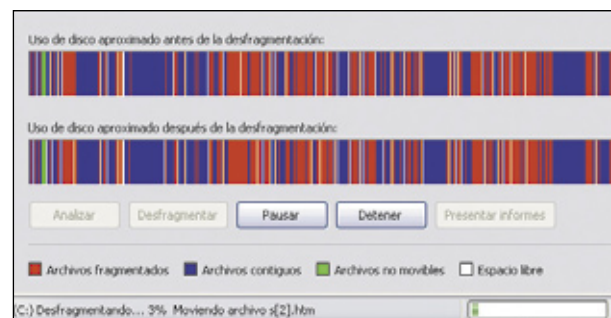 Uso de disco aproximado antes de la desfragmentación:
Uso de disco aproximado después de la desfragmentación:
Analizar Desfragmentar Pausar Detener Presentar informes
Archivos fragmentados Archivos contiguos Archivos no movibles Espacio libre
(C:) Desfragmentando... 3% Moviendo archivo s[2].htm